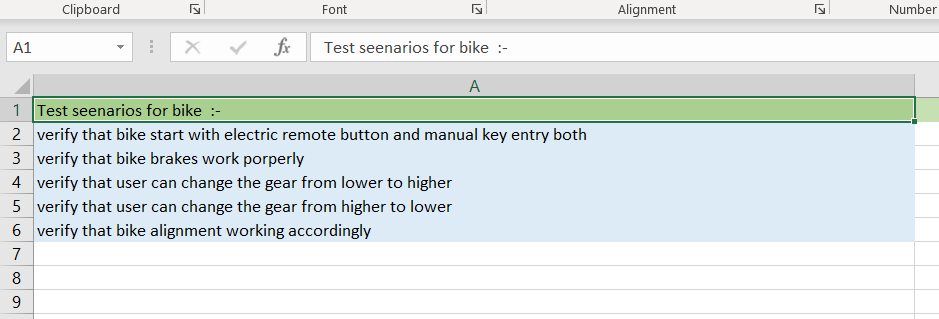 Clipboard Font Alignment Number
A1 fx Test seenarios for bike :-
A
1 Test seenarios for bike :-
2 verify that bike start with electric remote button and manual key entry both
3 verify that bike brakes work porperly
4 verify that user can change the gear from lower to higher
5 verify that user can change the gear from higher to lower
6 verify that bike alignment working accordingly
7
8
9